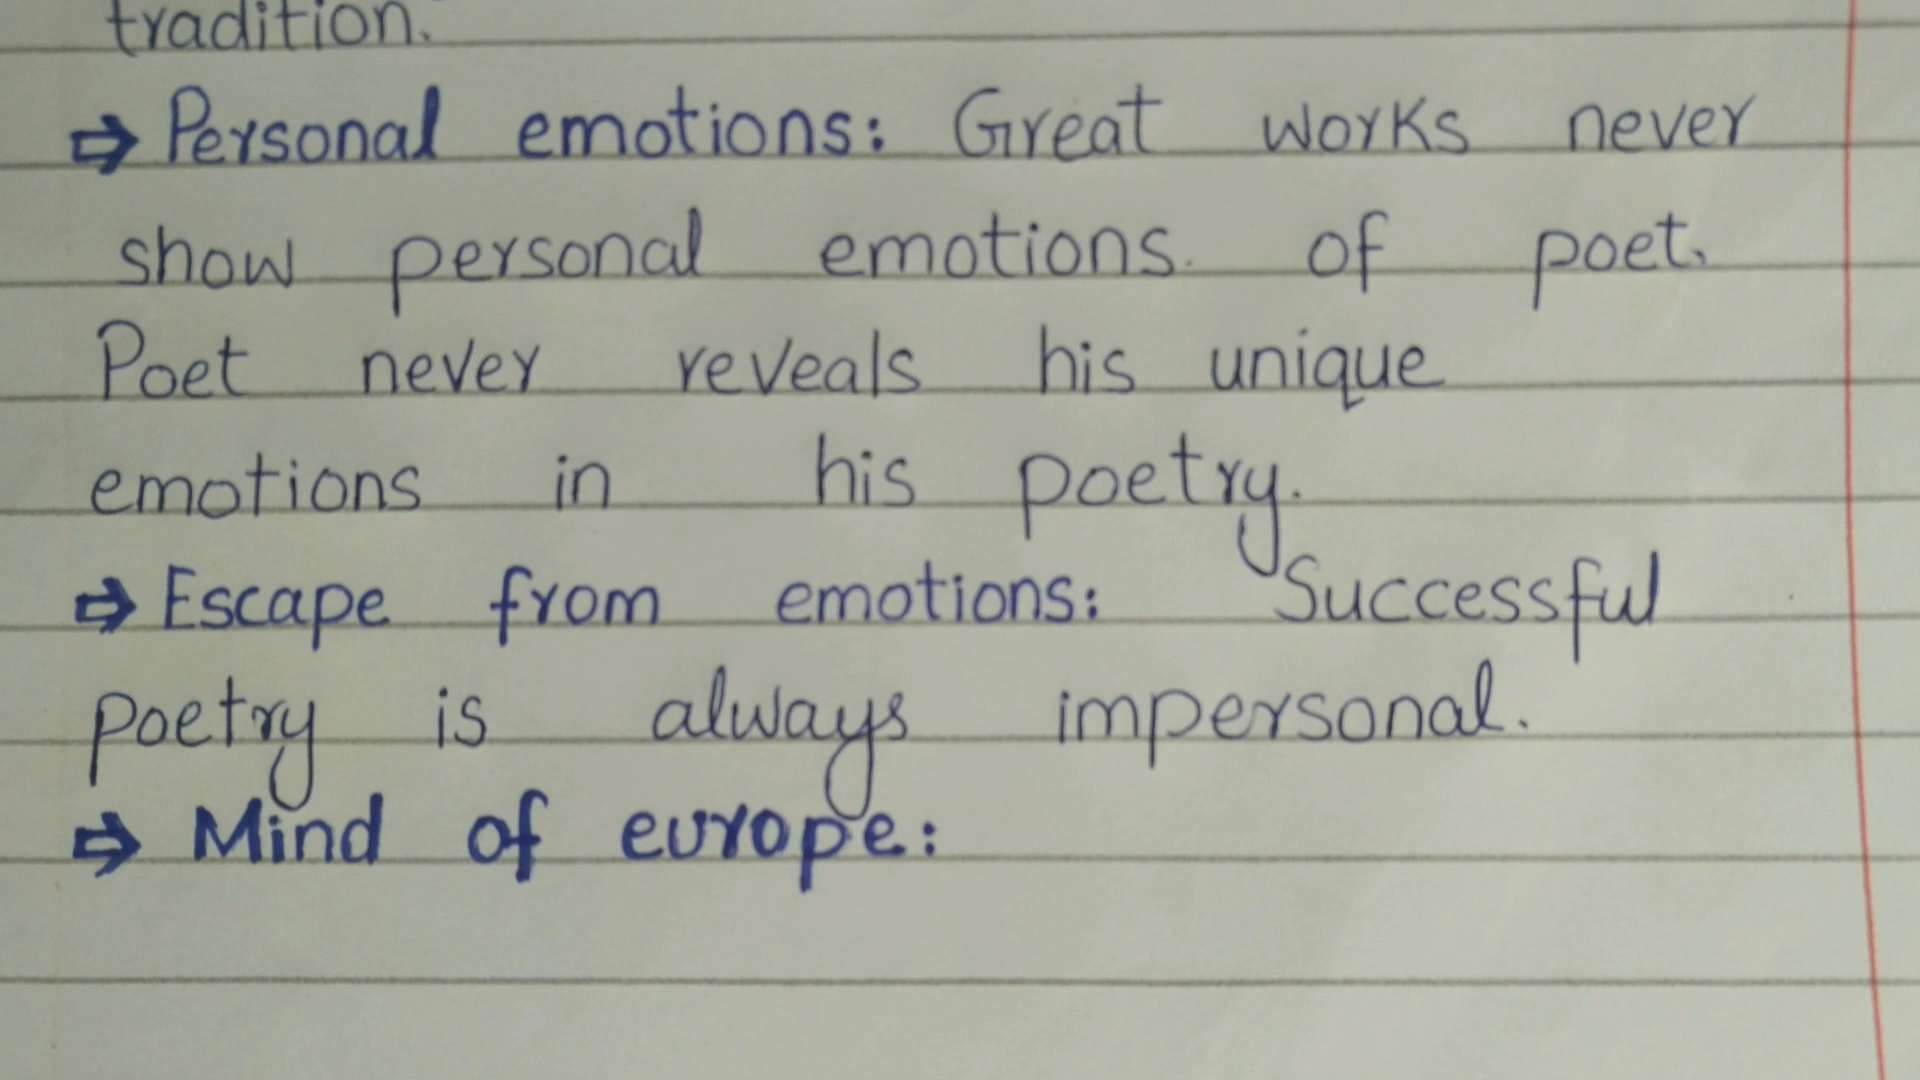 tradition.
⇨ Personal emotions: Great works never
show personal emotions. of poet.
Poet never reveals his unique
emotions in his poetry.
⇨ Escape from emotions: Successful
poetry is always impersonal.
⇨ Mind of europe: